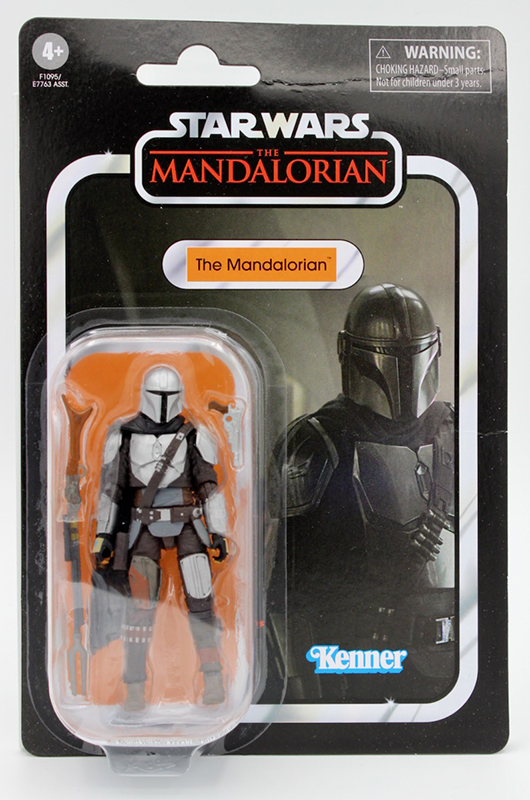 4+
F1095/
E7763 ASST.
WARNING:
CHOKING HAZARD–Small parts.
Not for children under 3 years.
STAR WARS
THE
MANDALORIAN
The Mandalorian™
Kenner